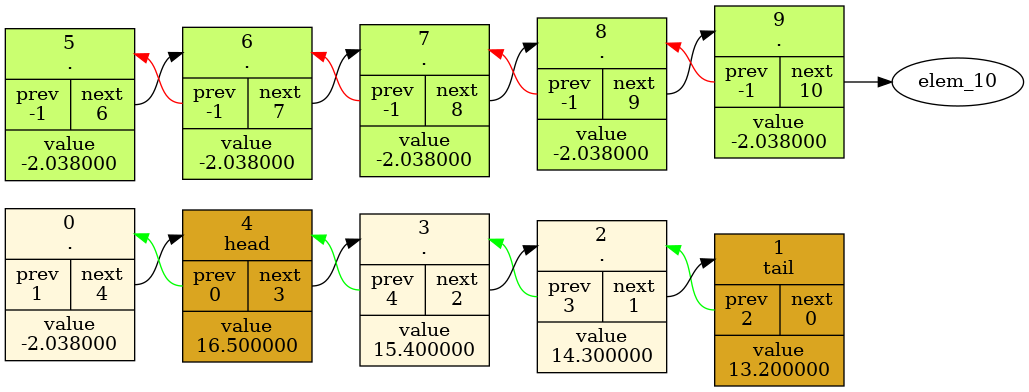 5
.
prev next
-1 6
value
-2.038000
6
.
prev next
-1 7
value
-2.038000
7
.
prev next
-1 8
value
-2.038000
8
.
prev next
-1 9
value
-2.038000
9
.
prev next
-1 10
value
-2.038000
elem_10
0
.
prev next
1 4
value
-2.038000
4
head
prev next
0 3
value
16.500000
3
.
prev next
4 2
value
15.400000
2
.
prev next
3 1
value
14.300000
1
tail
prev next
2 0
value
13.200000